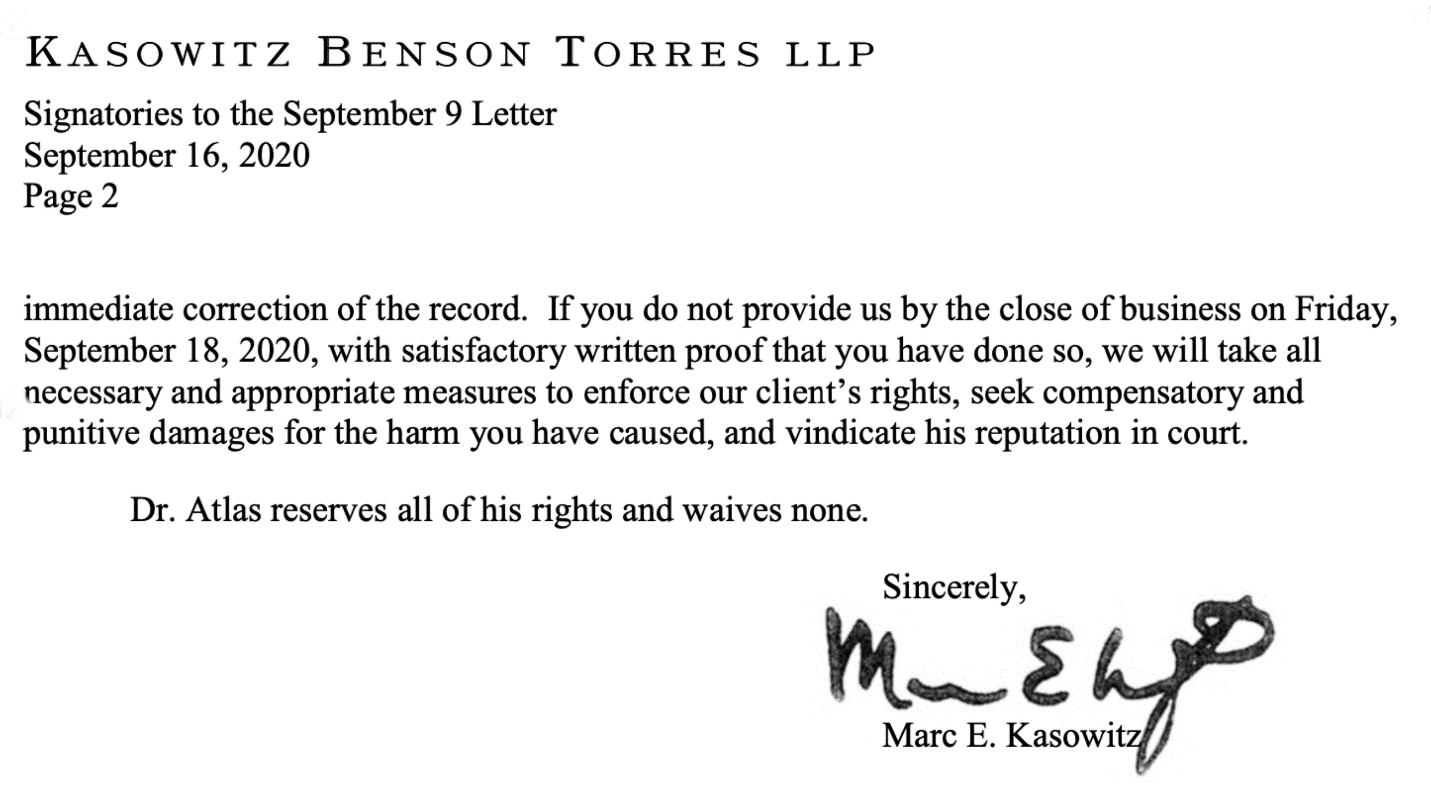 KASOWITZ BENSON TORRES LLP
Signatories to the September 9 Letter
September 16, 2020
Page 2
immediate correction of the record.  If you do not provide us by the close of business on Friday,
September 18, 2020, with satisfactory written proof that you have done so, we will take all
necessary and appropriate measures to enforce our client’s rights, seek compensatory and
punitive damages for the harm you have caused, and vindicate his reputation in court.
Dr. Atlas reserves all of his rights and waives none.
Sincerely,
Marc E. Kasowitz